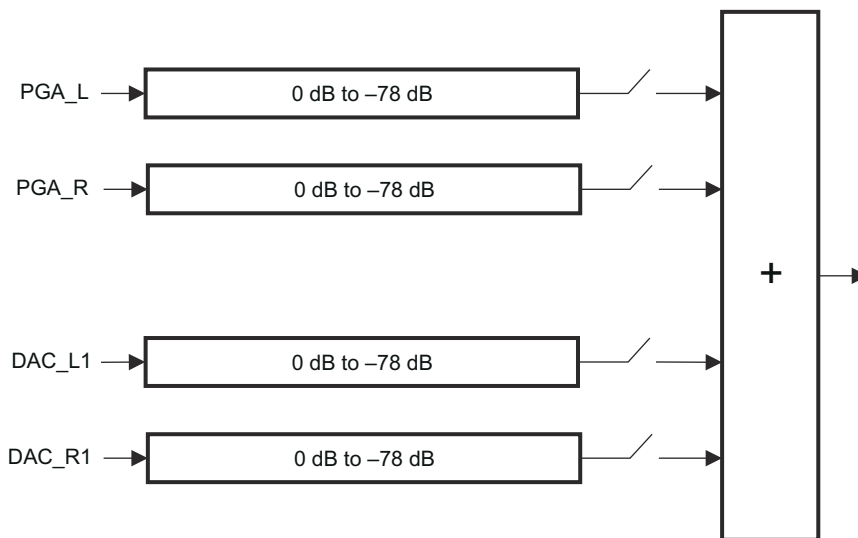 PGA_L 0 dB to –78 dB
PGA_R 0 dB to –78 dB
+
DAC_L1 0 dB to –78 dB
DAC_R1 0 dB to –78 dB